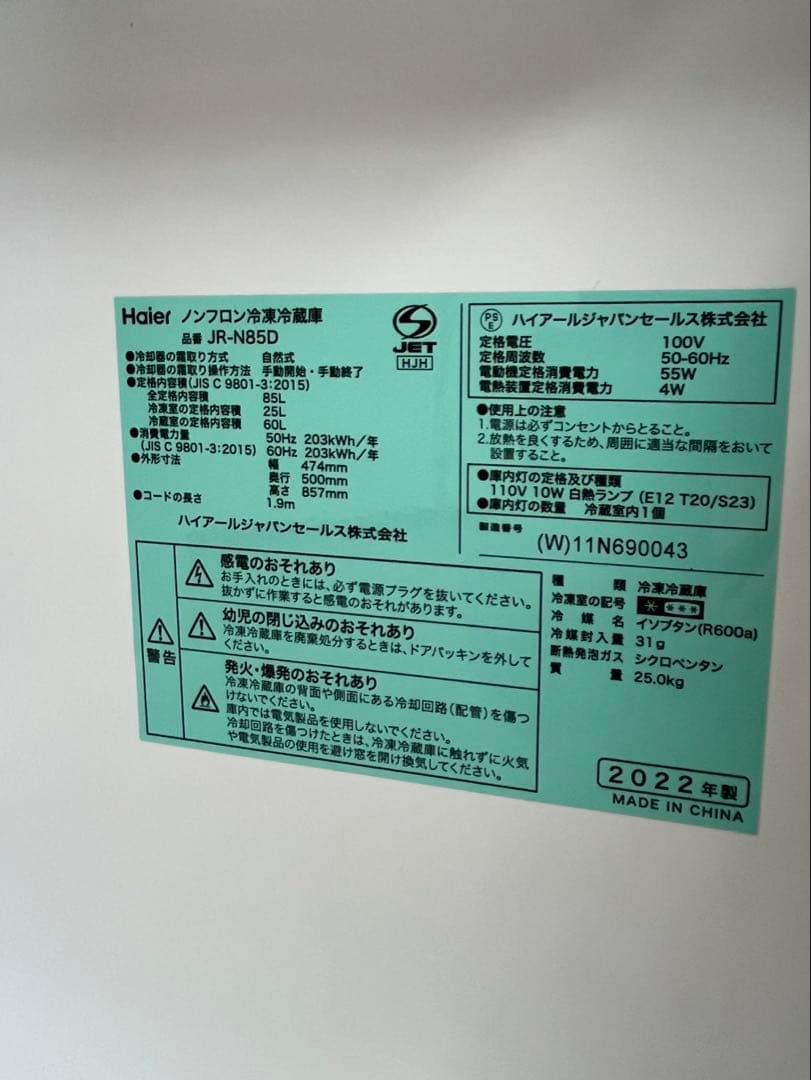 Haier ノンフロン冷凍冷蔵庫
品番 JR-N85D
●冷却器の霜取り方式 自然式
●冷却器の霜取り操作方法 手動開始・手動終了
●定格内容積(JIS C 9801-3:2015)
全定格内容積 85L
冷凍室の定格内容積 25L
冷蔵室の定格内容積 60L
●消費電力量 50Hz 203kWh/年
(JIS C 9801-3:2015) 60Hz 203kWh/年
●外形寸法 幅 474mm
奥行 500mm
高さ 857mm
●コードの長さ 1.9m
ハイアールジャパンセールス株式会社
JET
HJH
PS
E
ハイアールジャパンセールス株式会社
定格電圧 100V
定格周波数 50-60Hz
電動機定格消費電力 55W
電熱装置定格消費電力 4W
●使用上の注意
1.電源は必ずコンセントからとること。
2.放熱を良くするため、周囲に適当な間隔をおいて
設置すること。
●庫内灯の定格及び種類
110V 10W 白熱ランプ (E12 T20/S23)
●庫内灯の数量 冷蔵室内1個
製造番号
(W)11N690043
警告
感電のおそれあり
お手入れのときには、必ず電源プラグを抜いてください。
抜かずに作業すると感電のおそれがあります。
幼児の閉じ込みのおそれあり
冷凍冷蔵庫を廃棄処分するときは、ドアパッキンを外して
ください。
発火・爆発のおそれあり
冷凍冷蔵庫の背面や側面にある冷却回路(配管)を傷つ
けないでください。
庫内では電気製品を使用しないでください。
冷却回路を傷つけたときは、冷凍冷蔵庫に触れずに火気
や電気製品の使用を避け窓を開け換気してください。
種類 冷凍冷蔵庫
冷凍室の記号
冷媒名 イソブタン(R600a)
冷媒封入量 31g
断熱発泡ガス シクロペンタン
質量 25.0kg
2022年製
MADE IN CHINA